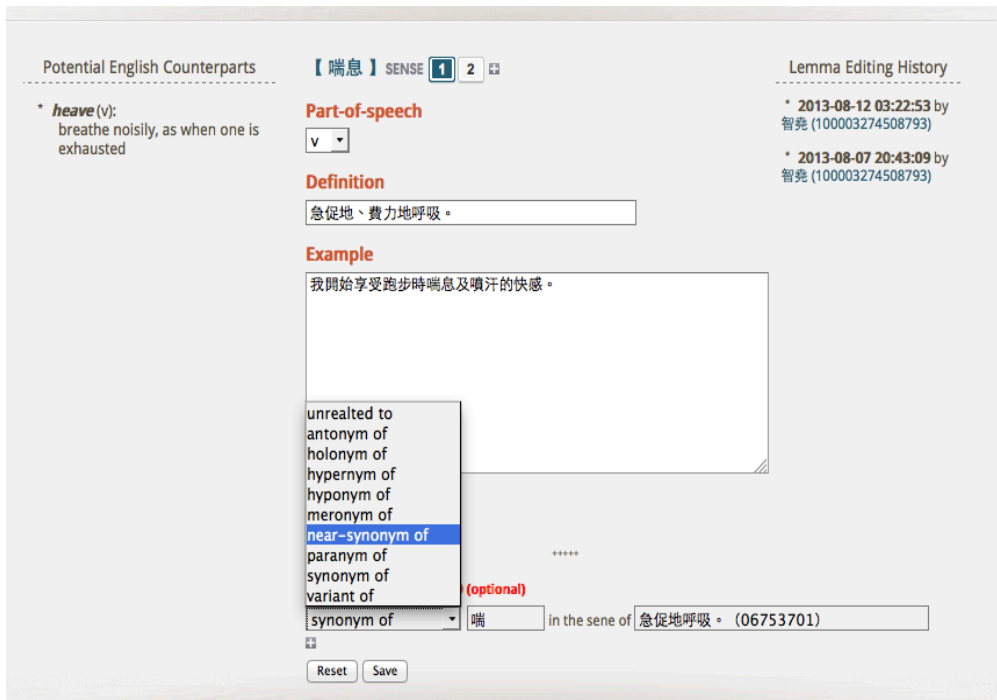 Potential English Counterparts
* heave (v):
breathe noisily, as when one is
exhausted
【 喘息 】 SENSE 1 2
Part-of-speech
v
Definition
急促地、費力地呼吸。
Example
我開始享受跑步時喘息及噴汗的快感。
unrealted to
antonym of
holonym of
hypernym of
hyponym of
meronym of
near-synonym of
paranym of
synonym of
variant of
+++++
(optional)
synonym of 喘 in the sene of 急促地呼吸。（06753701）
Reset Save
Lemma Editing History
* 2013-08-12 03:22:53 by
智堯 (100003274508793)
* 2013-08-07 20:43:09 by
智堯 (100003274508793)